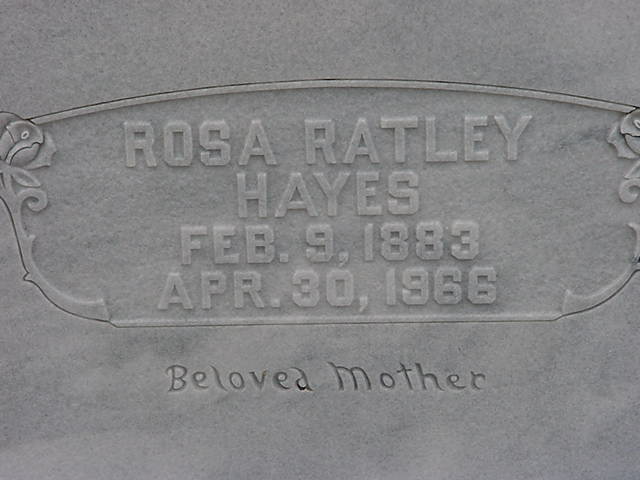 ROSA RATLEY
HAYES
FEB. 9, 1883
APR. 30, 1966
Beloved Mother